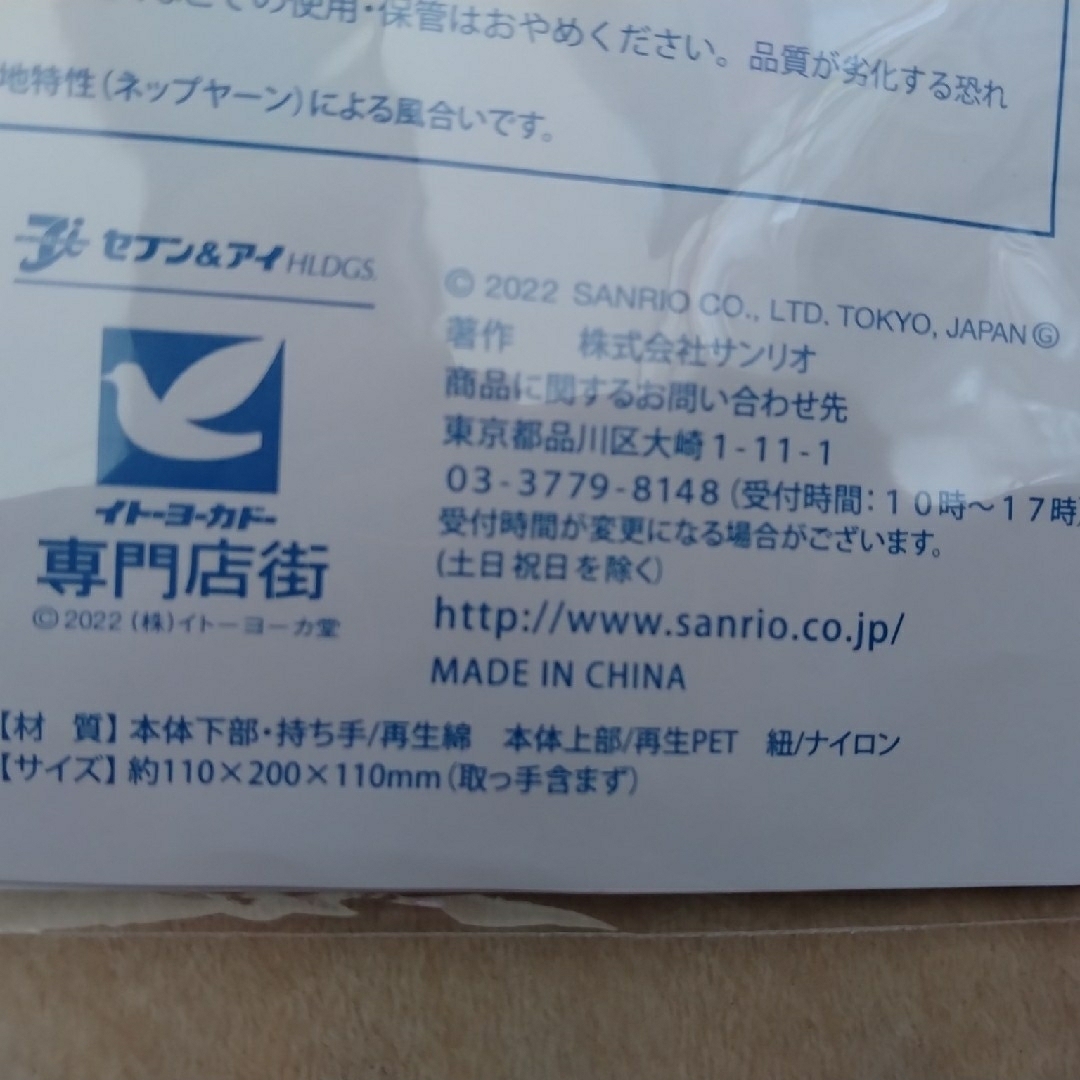 の使用・保管はおやめください。品質が劣化する恐れ
地特性(ネップヤーン)による風合いです。
セブン&アイ HLDGS.
イトーヨーカドー
専門店街
©2022 (株)イトーヨーカ堂
© 2022 SANRIO CO., LTD. TOKYO, JAPAN Ⓖ
著作 株式会社サンリオ
商品に関するお問い合わせ先
東京都品川区大崎1-11-1
03-3779-8148(受付時間:10時〜17時)
受付時間が変更になる場合がございます。
(土日祝日を除く)
http://www.sanrio.co.jp/
MADE IN CHINA
【材 質】本体下部・持ち手/再生綿 本体上部/再生PET 紐/ナイロン
【サイズ】約110×200×110mm(取っ手含まず)